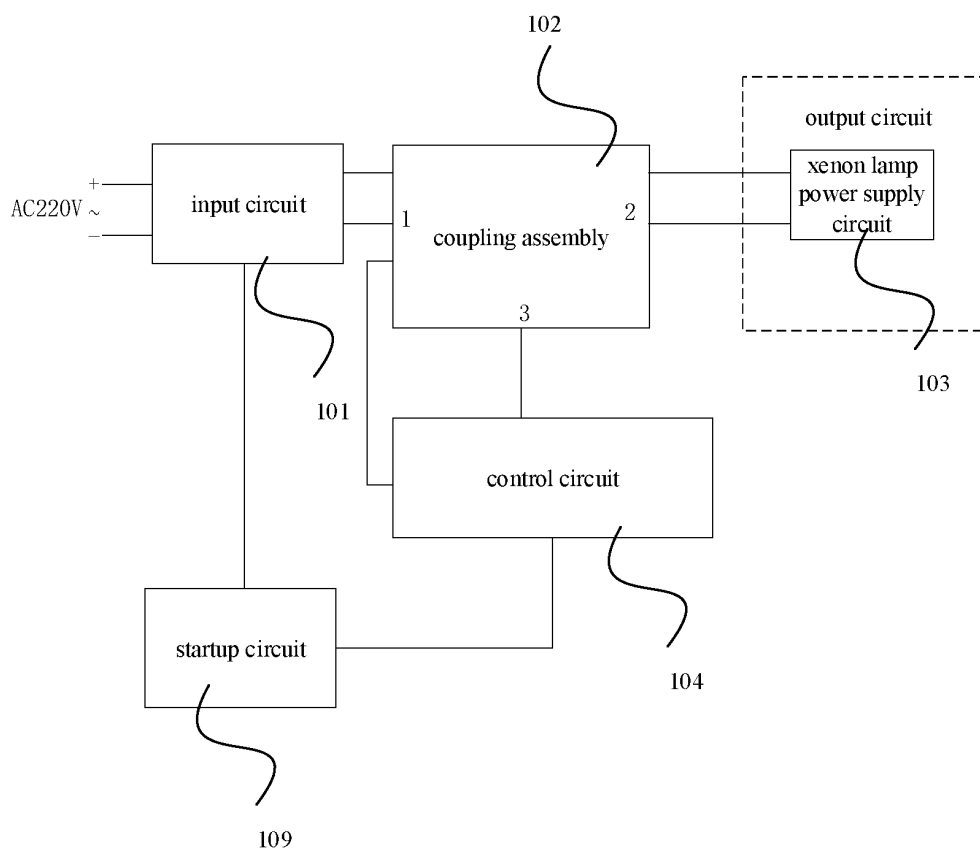 102
output circuit
xenon lamp
power supply
circuit
+
AC220V ~
−
input circuit
1
coupling assembly
2
3
103
101
control circuit
startup circuit
104
109